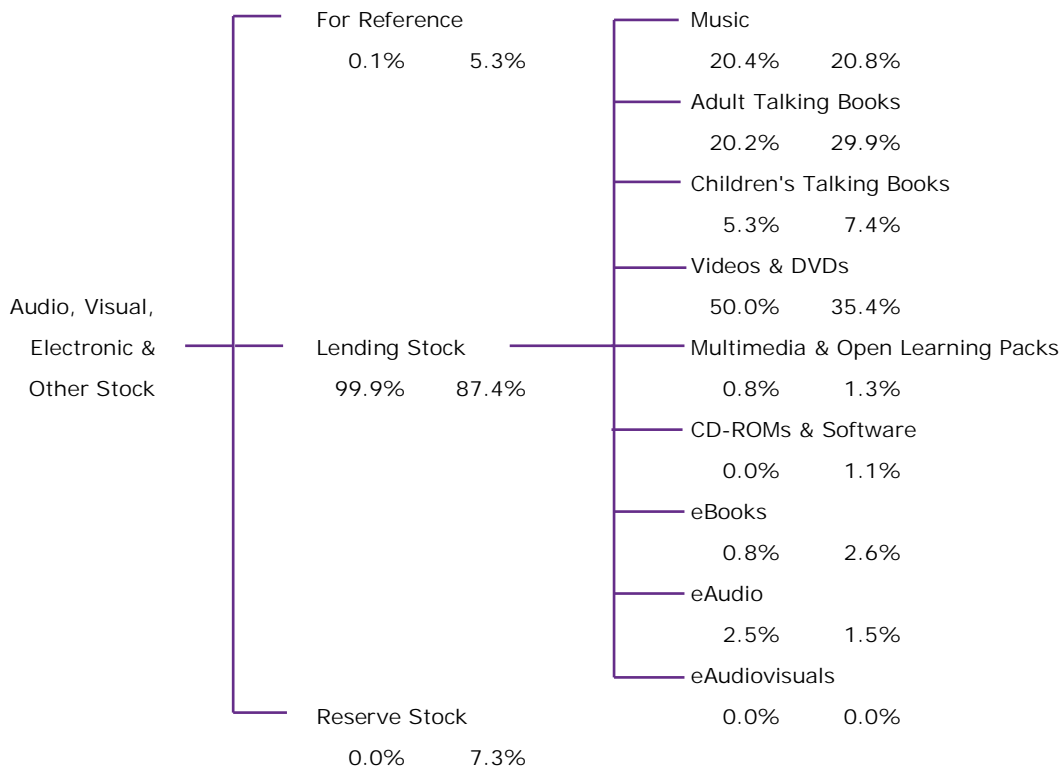 Audio, Visual,
Electronic &
Other Stock
For Reference
0.1% 5.3%
Lending Stock
99.9% 87.4%
Reserve Stock
0.0% 7.3%
Music
20.4% 20.8%
Adult Talking Books
20.2% 29.9%
Children's Talking Books
5.3% 7.4%
Videos & DVDs
50.0% 35.4%
Multimedia & Open Learning Packs
0.8% 1.3%
CD-ROMs & Software
0.0% 1.1%
eBooks
0.8% 2.6%
eAudio
2.5% 1.5%
eAudiovisuals
0.0% 0.0%